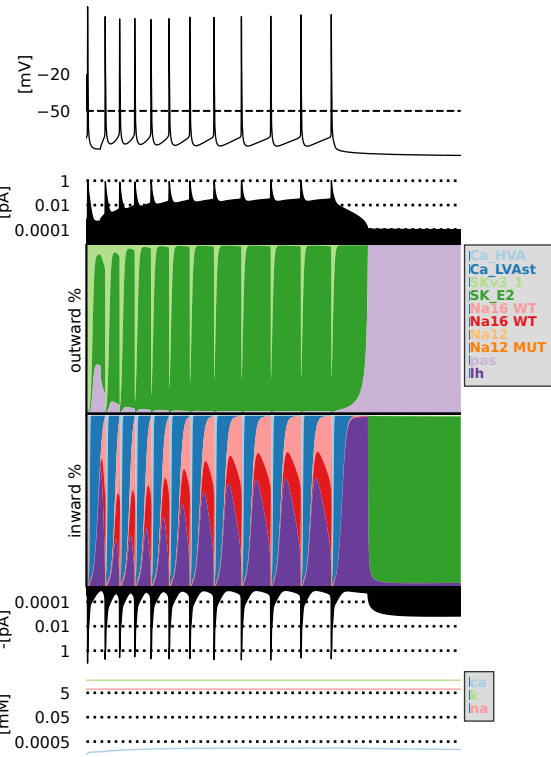 [mV]
−20
−50
[pA]
1
0.01
0.0001
outward %
Ca_HVA
Ca_LVAst
SKv3_1
SK_E2
Na16 WT
Na16 WT
Na12
Na12 MUT
pas
Ih
inward %
-[pA]
0.0001
0.01
1
[mM]
5
0.05
0.0005
ca
k
na